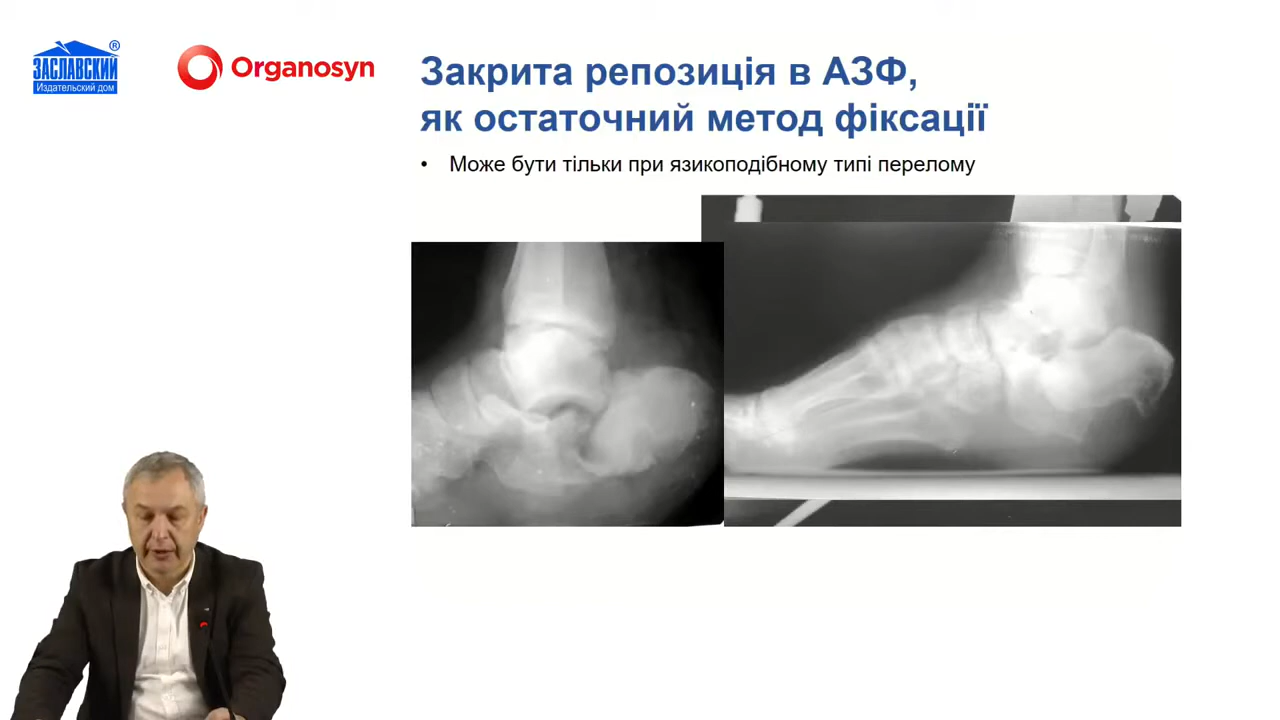 ЗАСЛАВСКИЙ®
Издательский дом
Organosyn
Закрита репозиція в АЗФ,
як остаточний метод фіксації
• Може бути тільки при язикоподібному типі перелому